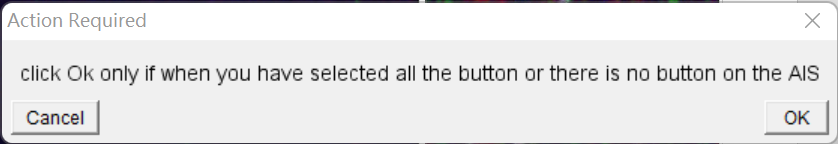 Action Required
click Ok only if when you have selected all the button or there is no button on the AIS
Cancel OK